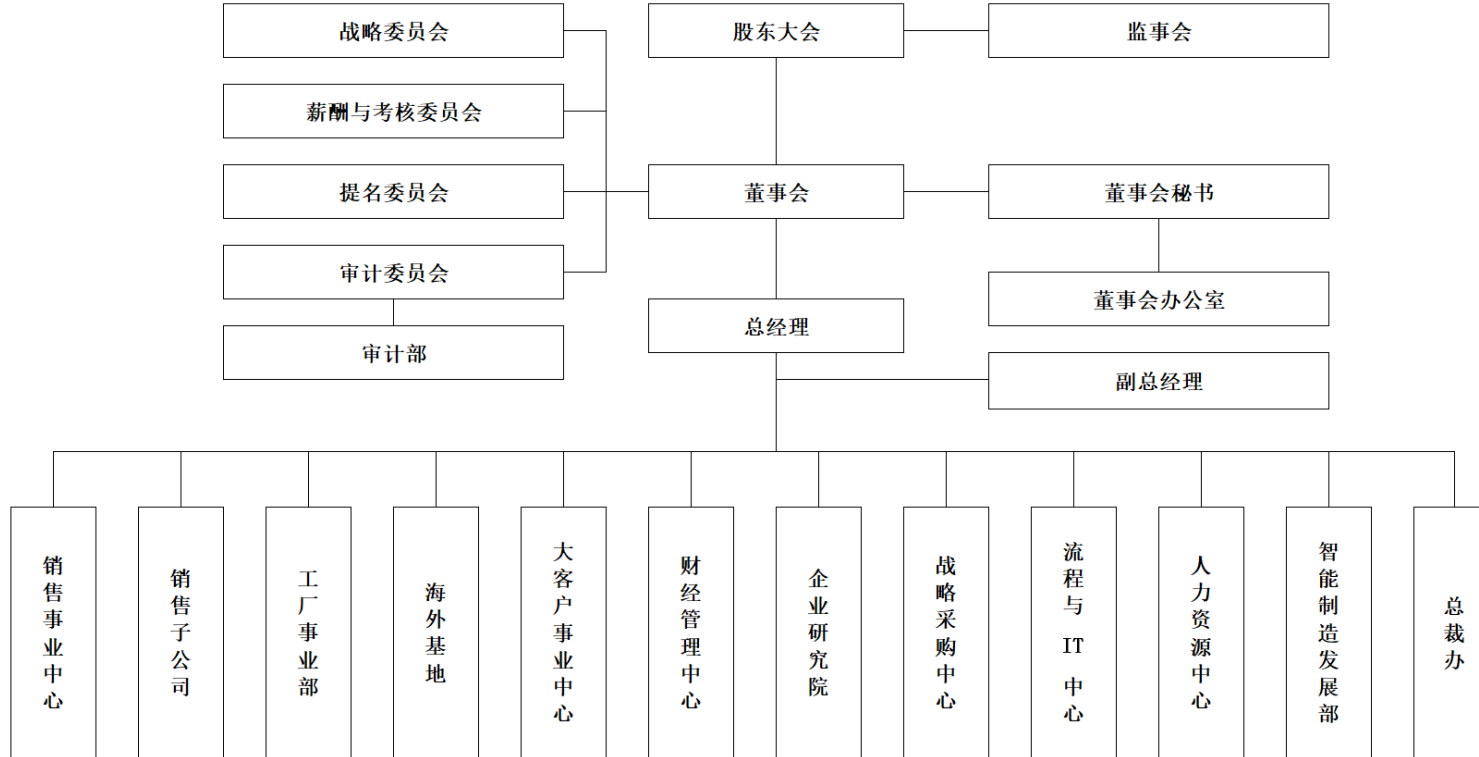 战略委员会
股东大会
监事会
薪酬与考核委员会
提名委员会
董事会
董事会秘书
审计委员会
董事会办公室
总经理
审计部
副总经理
销售事业中心
销售子公司
工厂事业部
海外基地
大客户事业中心
财经管理中心
企业研究院
战略采购中心
流程与 IT 中心
人力资源中心
智能制造发展部
总裁办